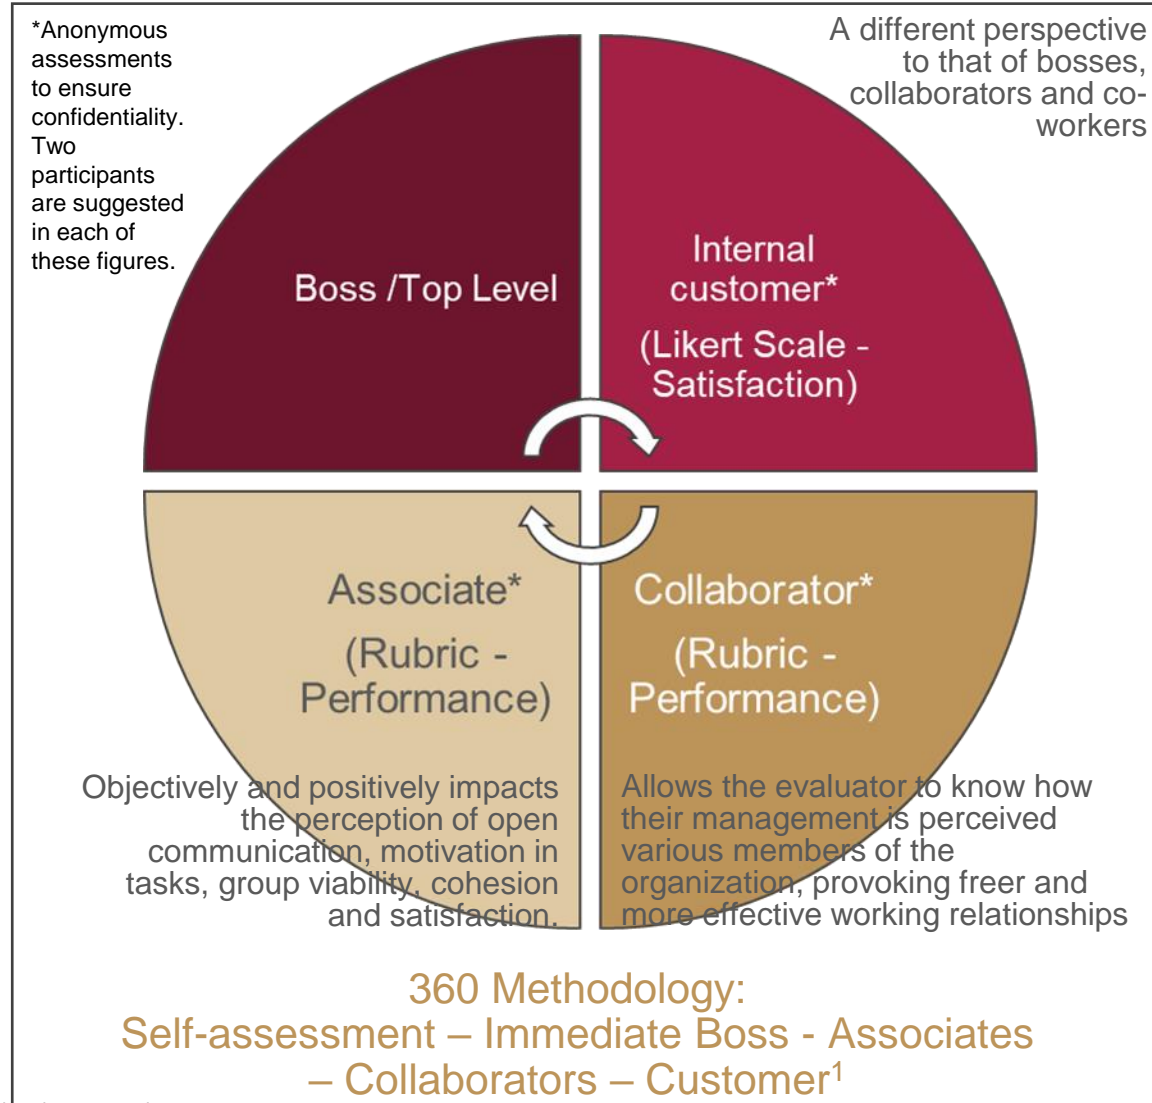 *Anonymous
assessments
to ensure
confidentiality.
Two
participants
are suggested
in each of
these figures.
A different perspective
to that of bosses,
collaborators and co-
workers
Boss /Top Level
Internal
customer*
(Likert Scale -
Satisfaction)
Associate*
(Rubric -
Performance)
Collaborator*
(Rubric -
Performance)
Objectively and positively impacts
the perception of open
communication, motivation in
tasks, group viability, cohesion
and satisfaction.
Allows the evaluator to know how
their management is perceived
various members of the
organization, provoking freer and
more effective working relationships
360 Methodology:
Self-assessment – Immediate Boss - Associates
– Collaborators – Customer¹